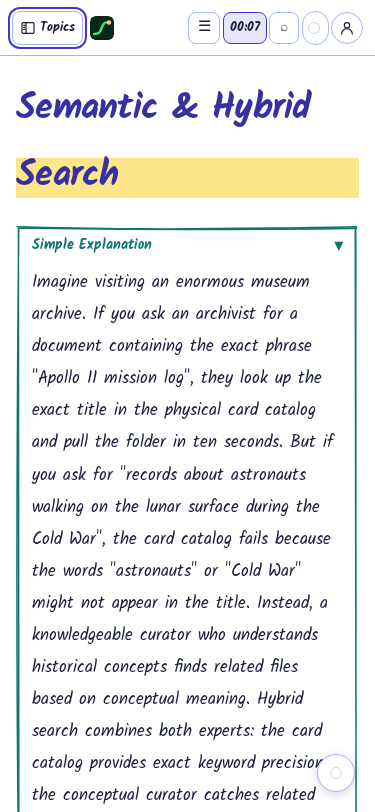 Topics
00:07
Semantic & Hybrid
Search
Simple Explanation
Imagine visiting an enormous museum
archive. If you ask an archivist for a
document containing the exact phrase
"Apollo 11 mission log", they look up the
exact title in the physical card catalog
and pull the folder in ten seconds. But if
you ask for "records about astronauts
walking on the lunar surface during the
Cold War", the card catalog fails because
the words "astronauts" or "Cold War"
might not appear in the title. Instead, a
knowledgeable curator who understands
historical concepts finds related files
based on conceptual meaning. Hybrid
search combines both experts: the card
catalog provides exact keyword precision
the conceptual curator catches related